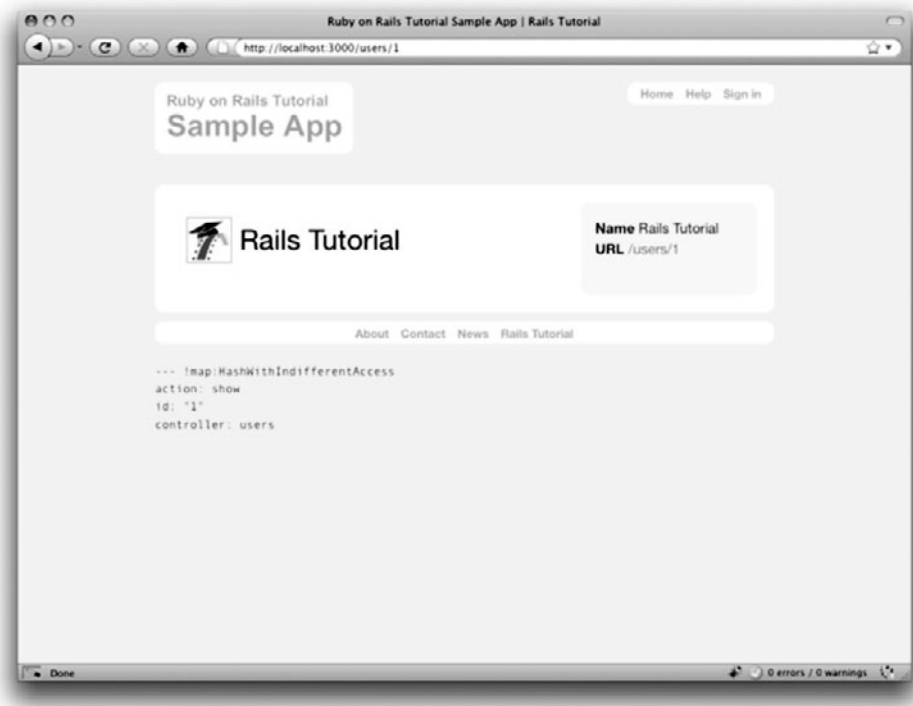 Ruby on Rails Tutorial Sample App | Rails Tutorial
http://localhost:3000/users/1
Ruby on Rails Tutorial
Sample App
Home Help Sign in
Rails Tutorial
Name Rails Tutorial
URL /users/1
About Contact News Rails Tutorial
--- !map:HashWithIndifferentAccess
action: show
id: "1"
controller: users
Done
0 errors / 0 warnings